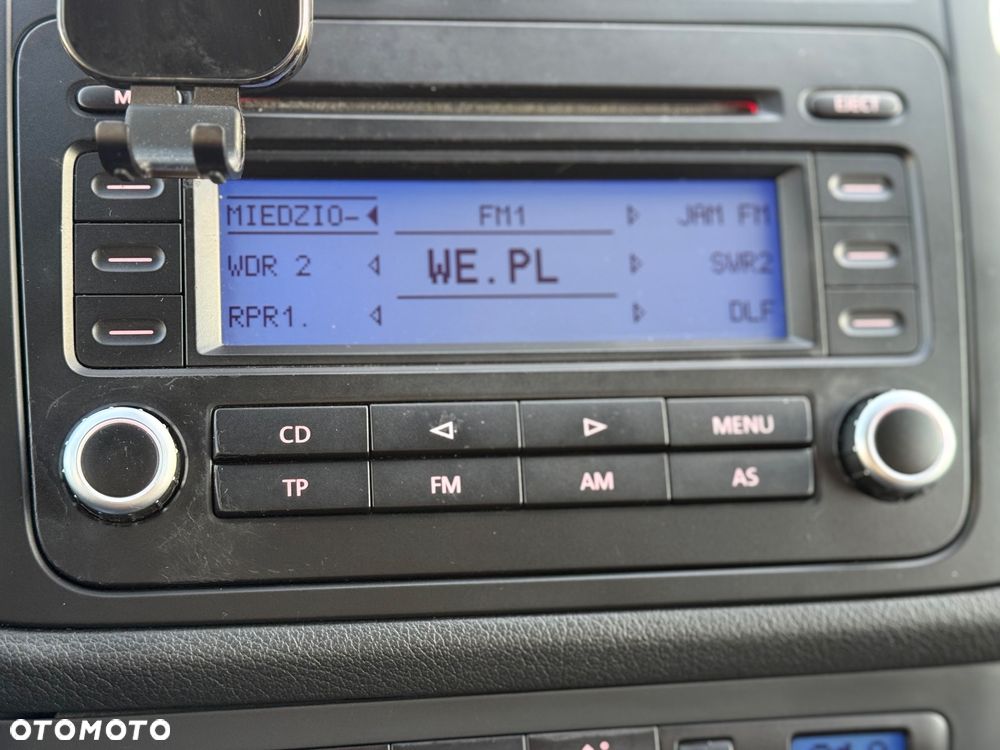 EJECT
MIEDZIO- FM1 JAM FM
WDR 2 WE.PL SWR2
RPR1. DLF
CD MENU
TP FM AM AS
OTOMOTO